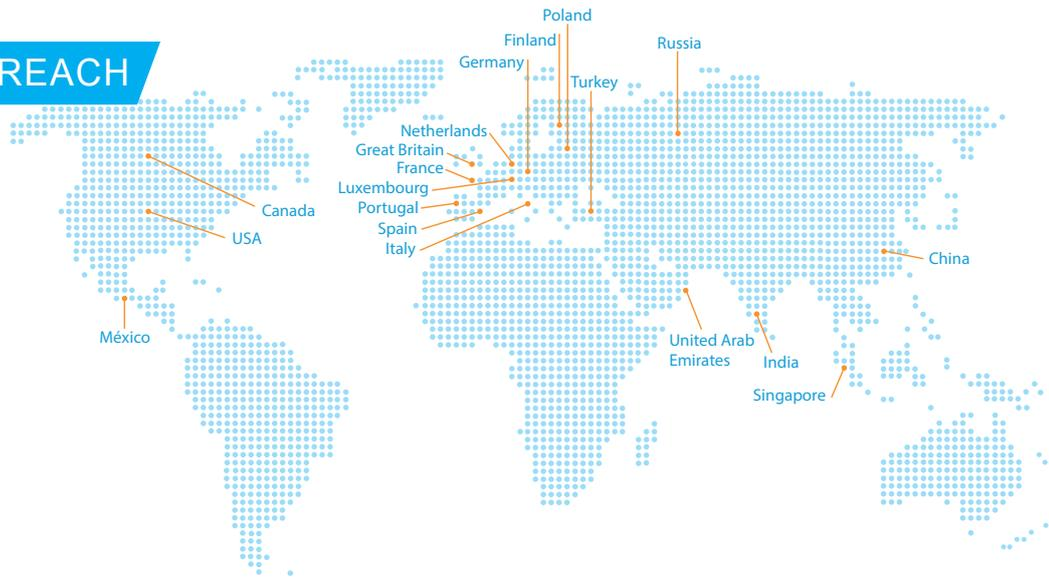 REACH
Poland
Finland
Russia
Germany
Turkey
Netherlands
Great Britain
France
Luxembourg
Portugal
Spain
Italy
Canada
USA
México
China
United Arab
Emirates
India
Singapore